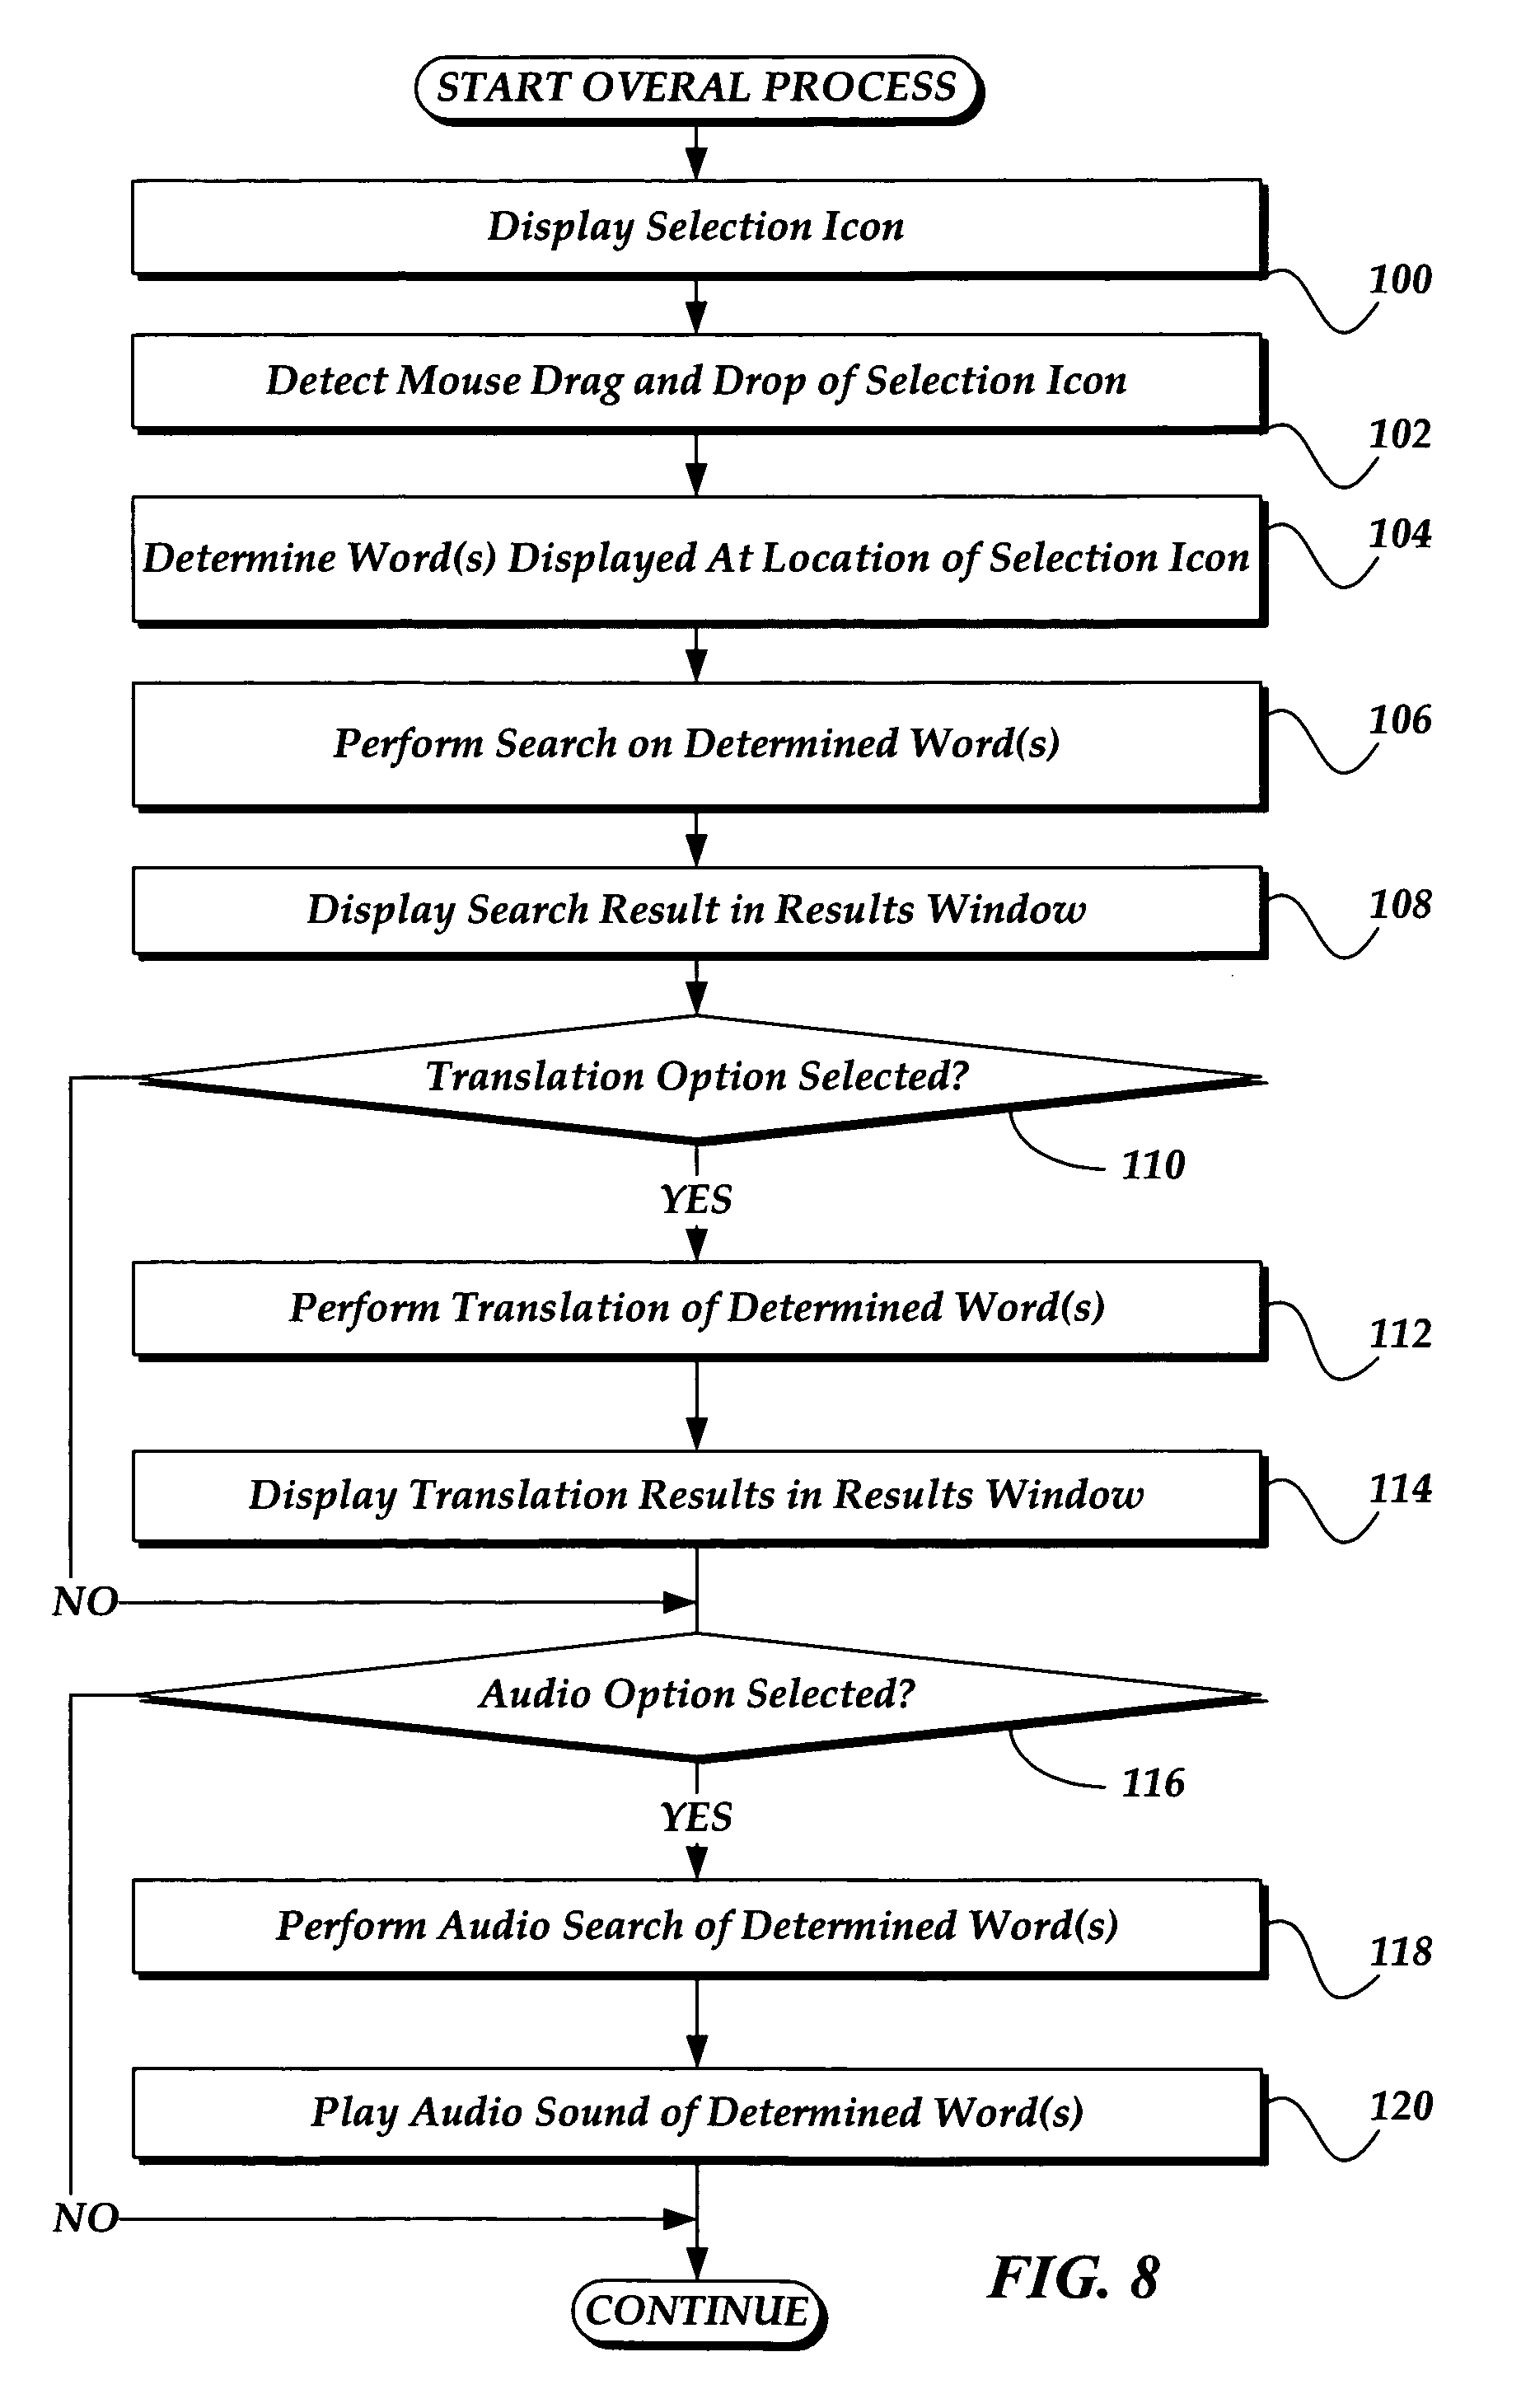 START OVERAL PROCESS
Display Selection Icon
100
Detect Mouse Drag and Drop of Selection Icon
102
Determine Word(s) Displayed At Location of Selection Icon
104
Perform Search on Determined Word(s)
106
Display Search Result in Results Window
108
Translation Option Selected?
110
YES
Perform Translation of Determined Word(s)
112
Display Translation Results in Results Window
114
NO
Audio Option Selected?
116
YES
Perform Audio Search of Determined Word(s)
118
Play Audio Sound of Determined Word(s)
120
NO
FIG. 8
CONTINUE